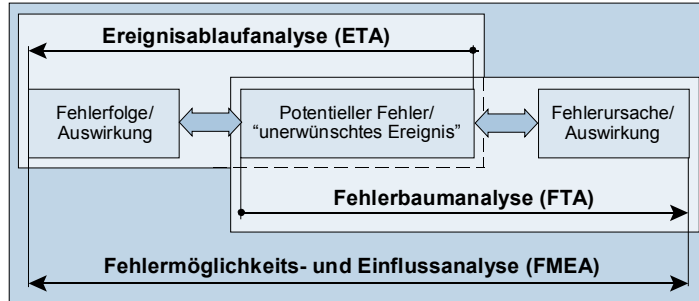 Ereignisablaufanalyse (ETA)
Fehlerfolge/
Auswirkung
Potentieller Fehler/
“unerwünschtes Ereignis”
Fehlerursache/
Auswirkung
Fehlerbaumanalyse (FTA)
Fehlermöglichkeits- und Einflussanalyse (FMEA)